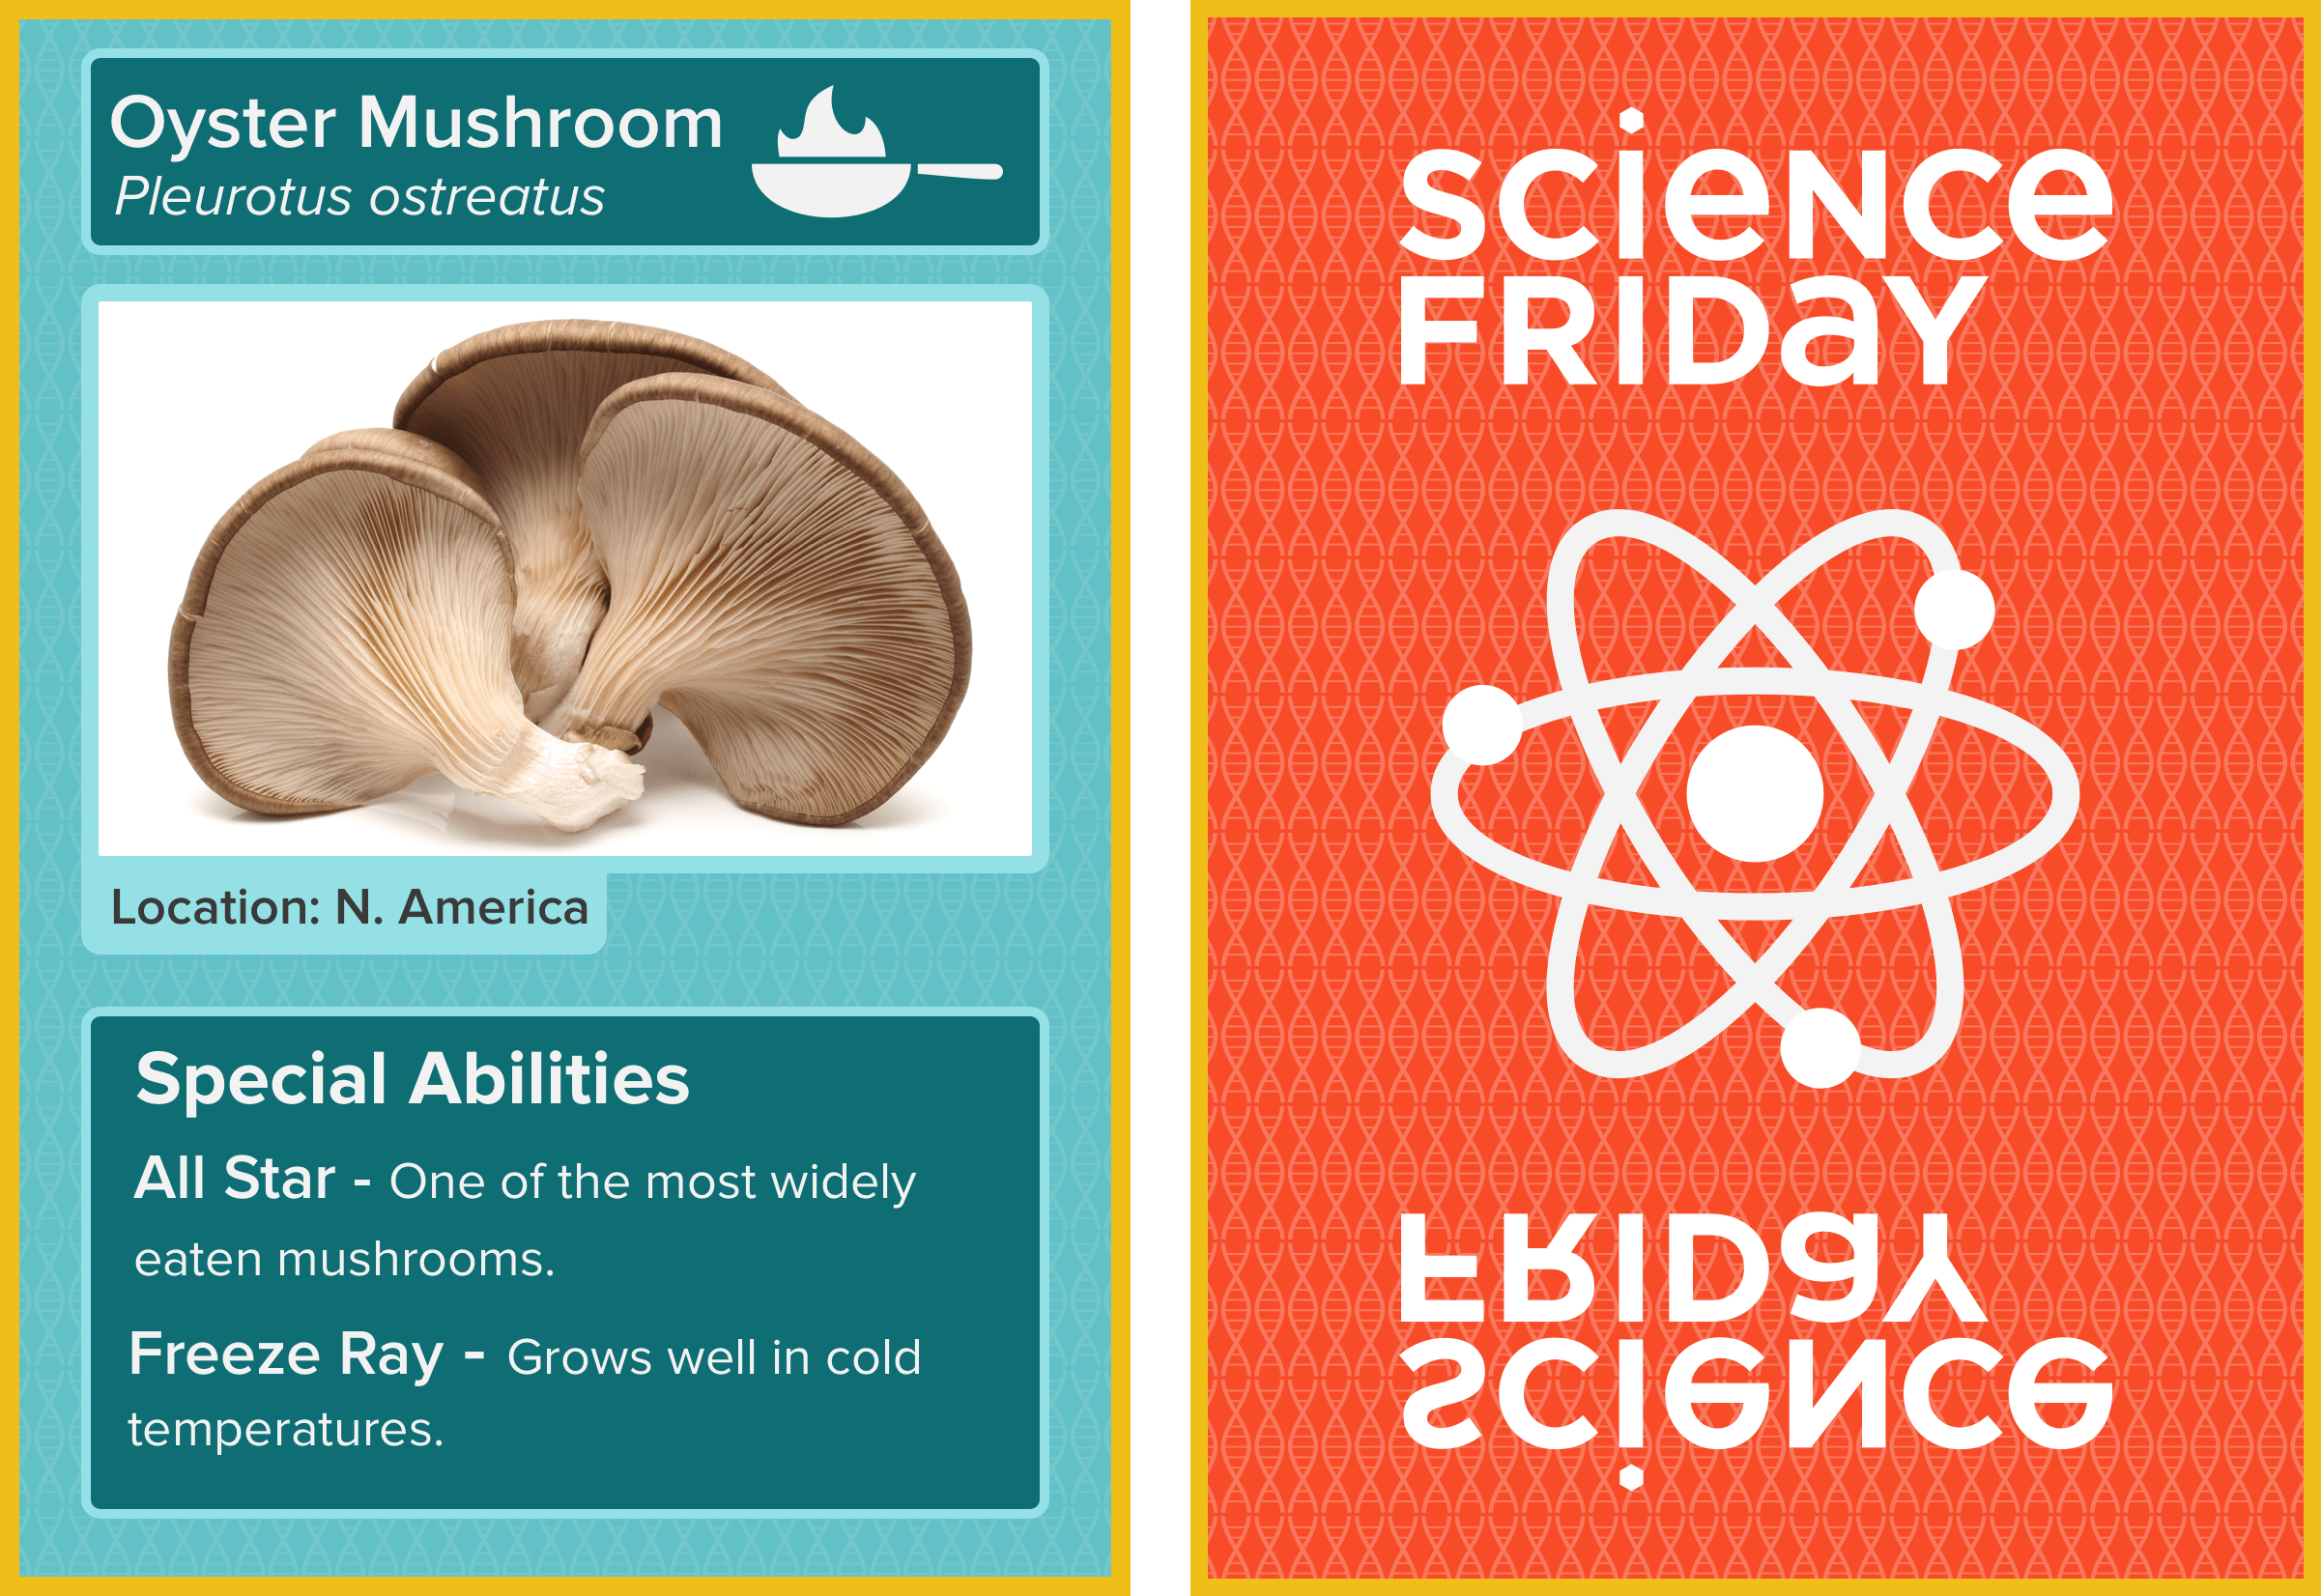 Oyster Mushroom
Pleurotus ostreatus
Location: N. America
Special Abilities
All Star - One of the most widely
eaten mushrooms.
Freeze Ray - Grows well in cold
temperatures.
SCIENCE
FRIDAY
FRIDAY
SCIENCE